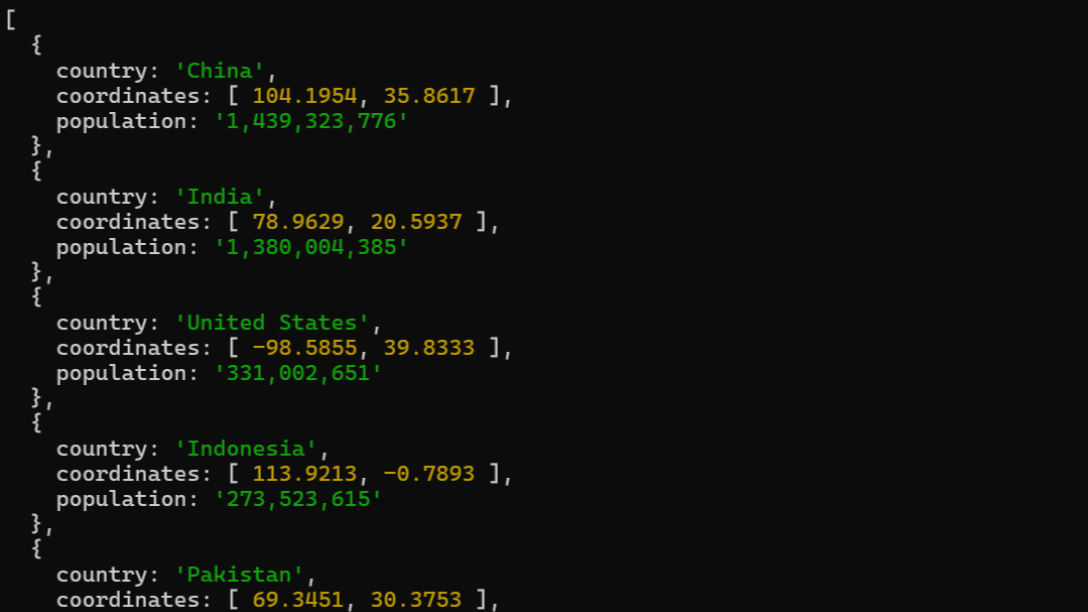 [
  {
    country: 'China',
    coordinates: [ 104.1954, 35.8617 ],
    population: '1,439,323,776'
  },
  {
    country: 'India',
    coordinates: [ 78.9629, 20.5937 ],
    population: '1,380,004,385'
  },
  {
    country: 'United States',
    coordinates: [ -98.5855, 39.8333 ],
    population: '331,002,651'
  },
  {
    country: 'Indonesia',
    coordinates: [ 113.9213, -0.7893 ],
    population: '273,523,615'
  },
  {
    country: 'Pakistan',
    coordinates: [ 69.3451, 30.3753 ],